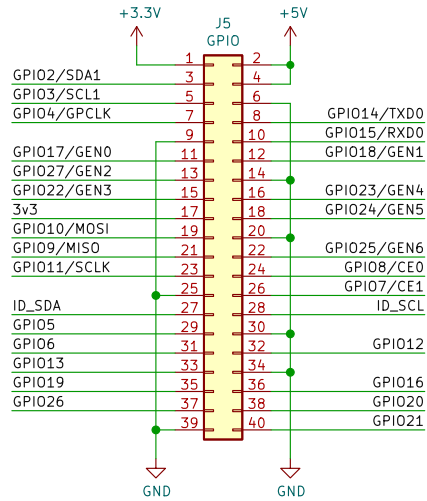 +3.3V +5V
J5
GPIO
1 2
GPIO2/SDA1 3 4
GPIO3/SCL1 5 6
GPIO4/GPCLK 7 8 GPIO14/TXD0
9 10 GPIO15/RXD0
GPIO17/GEN0 11 12 GPIO18/GEN1
GPIO27/GEN2 13 14
GPIO22/GEN3 15 16 GPIO23/GEN4
3v3 17 18 GPIO24/GEN5
GPIO10/MOSI 19 20
GPIO9/MISO 21 22 GPIO25/GEN6
GPIO11/SCLK 23 24 GPIO8/CE0
25 26 GPIO7/CE1
ID_SDA 27 28 ID_SCL
GPIO5 29 30
GPIO6 31 32 GPIO12
GPIO13 33 34
GPIO19 35 36 GPIO16
GPIO26 37 38 GPIO20
39 40 GPIO21
GND GND